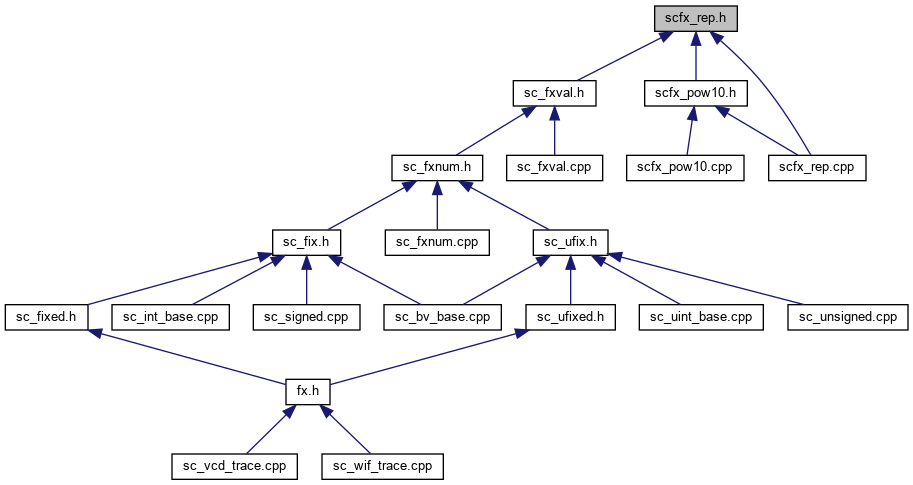 scfx_rep.h
sc_fxval.h
scfx_pow10.h
sc_fxnum.h
sc_fxval.cpp
scfx_pow10.cpp
scfx_rep.cpp
sc_fix.h
sc_fxnum.cpp
sc_ufix.h
sc_fixed.h
sc_int_base.cpp
sc_signed.cpp
sc_bv_base.cpp
sc_ufixed.h
sc_uint_base.cpp
sc_unsigned.cpp
fx.h
sc_vcd_trace.cpp
sc_wif_trace.cpp